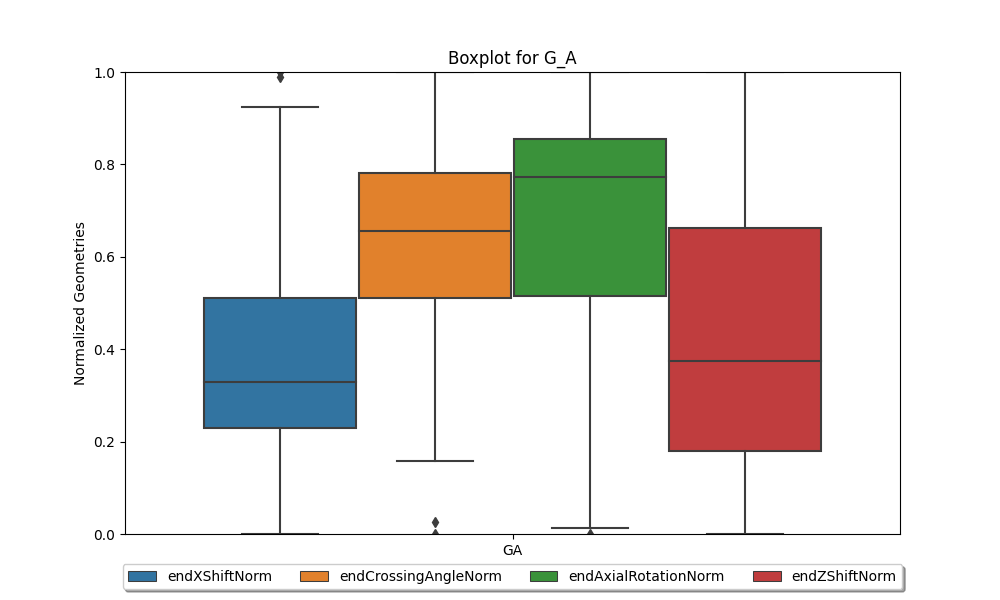 Boxplot for G_A
1.0
0.8
0.6
0.4
0.2
0.0
Normalized Geometries
GA
endXShiftNorm endCrossingAngleNorm endAxialRotationNorm endZShiftNorm